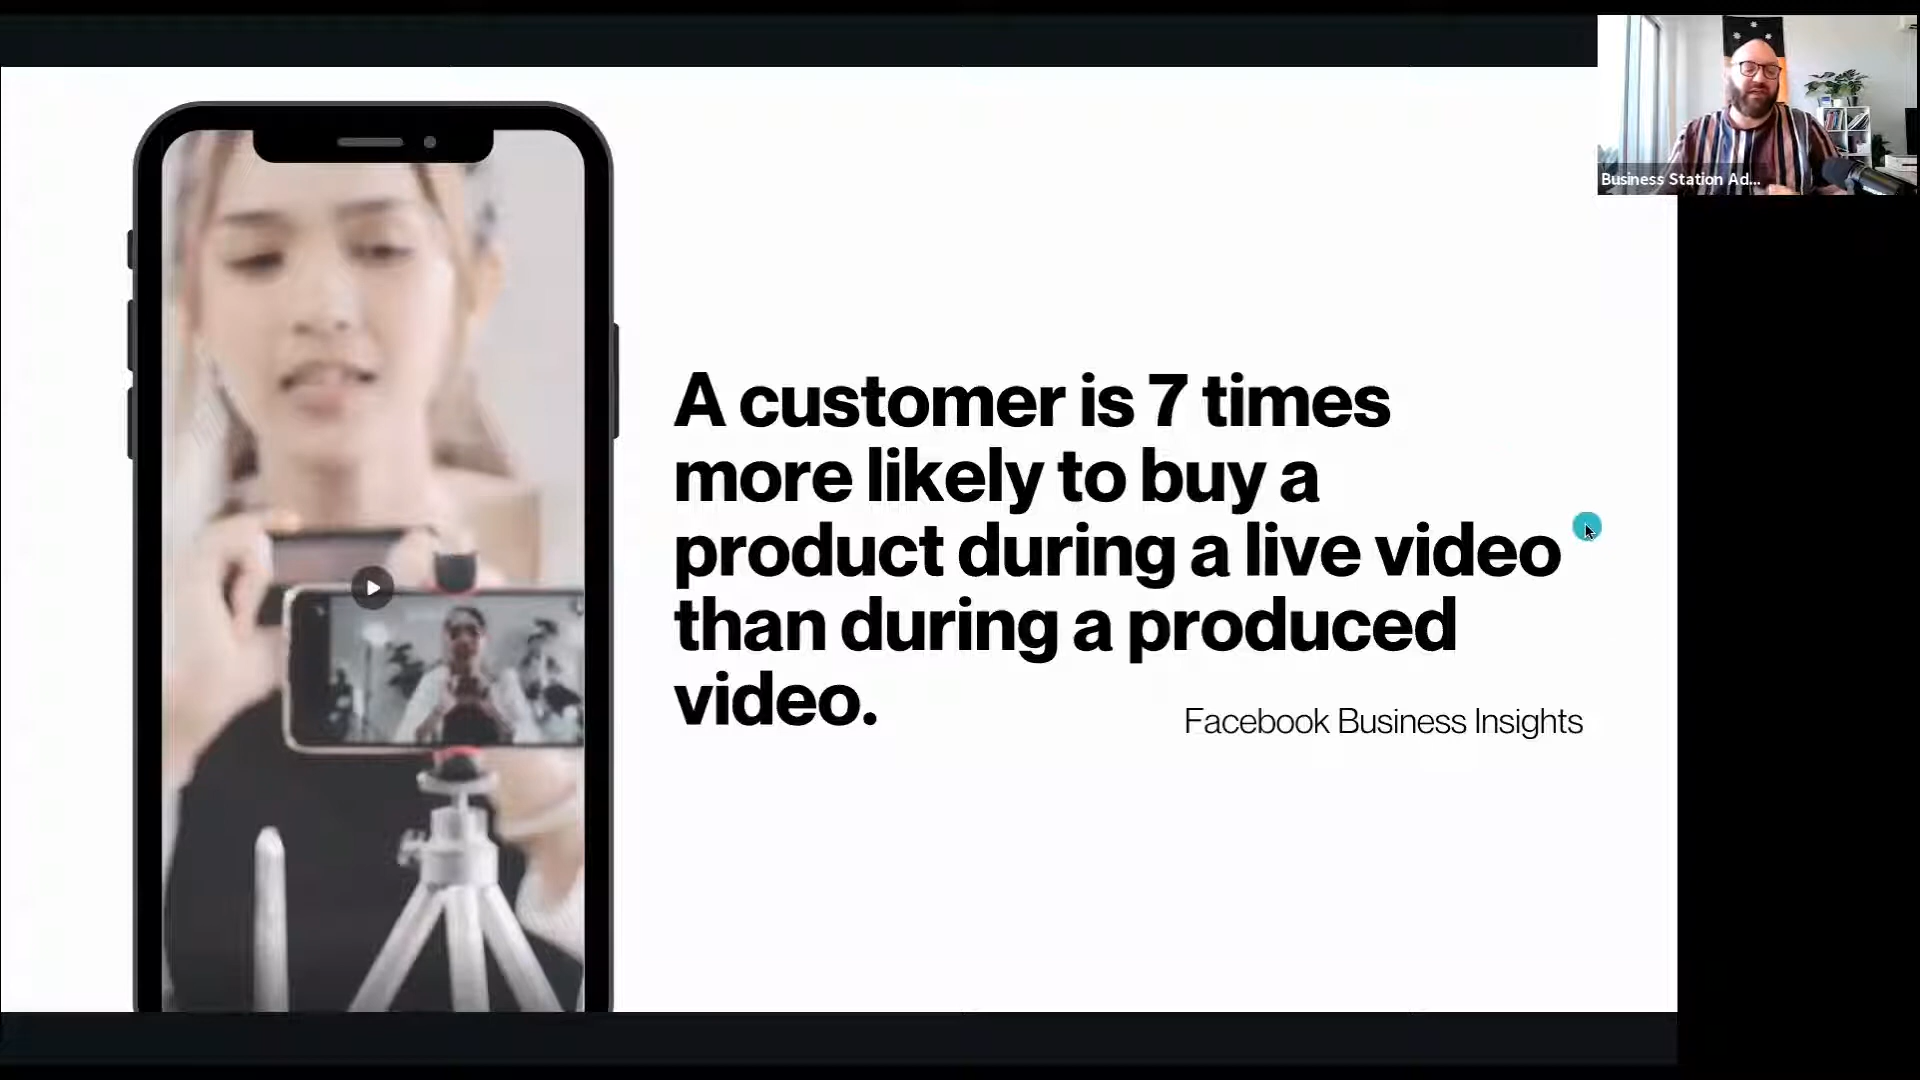 Business Station Ad...
A customer is 7 times
more likely to buy a
product during a live video
than during a produced
video.
Facebook Business Insights